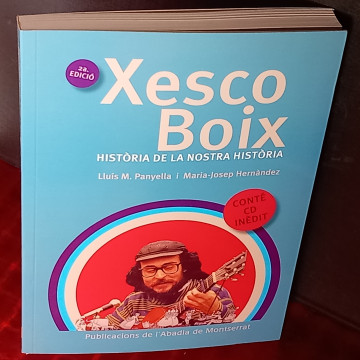 2a.
EDICIÓ
Xesco
Boix
HISTÒRIA DE LA NOSTRA HISTÒRIA
Lluís M. Panyella i Maria-Josep Hernàndez
CONTÉ
CD
INÈDIT
Publicacions de l'Abadia de Montserrat